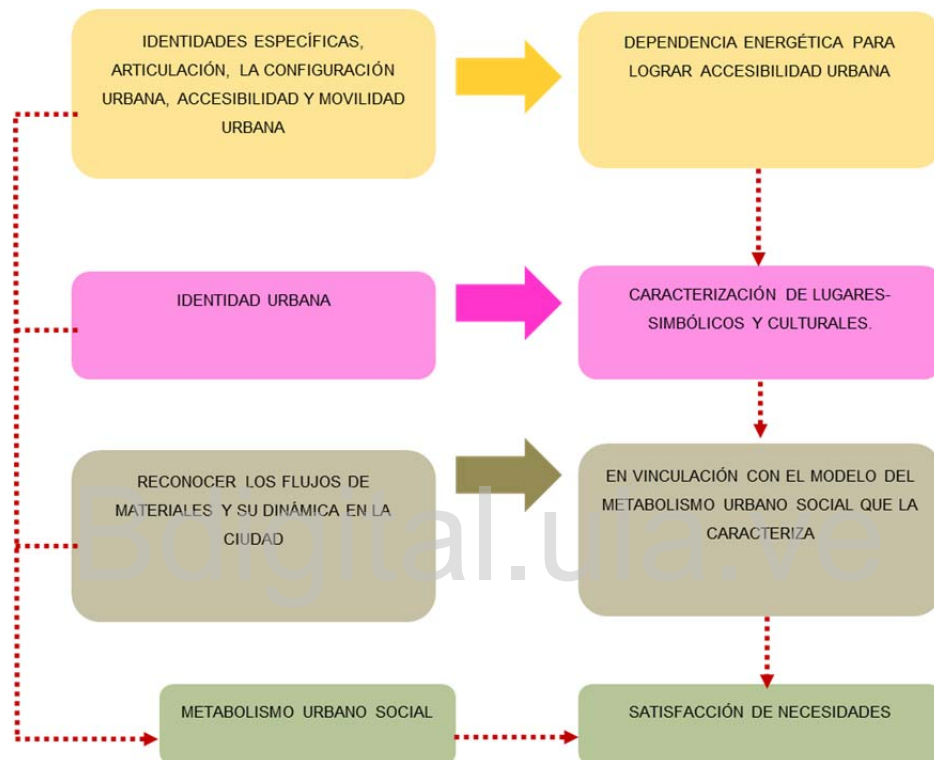 IDENTIDADES ESPECÍFICAS,
ARTICULACIÓN, LA CONFIGURACIÓN
URBANA, ACCESIBILIDAD Y MOVILIDAD
URBANA
DEPENDENCIA ENERGÉTICA PARA
LOGRAR ACCESIBILIDAD URBANA
IDENTIDAD URBANA
CARACTERIZACIÓN DE LUGARES-
SIMBÓLICOS Y CULTURALES.
RECONOCER LOS FLUJOS DE
MATERIALES Y SU DINÁMICA EN LA
CIUDAD
EN VINCULACIÓN CON EL MODELO DEL
METABOLISMO URBANO SOCIAL QUE LA
CARACTERIZA
Bdigital.ula.ve
METABOLISMO URBANO SOCIAL
SATISFACCIÓN DE NECESIDADES